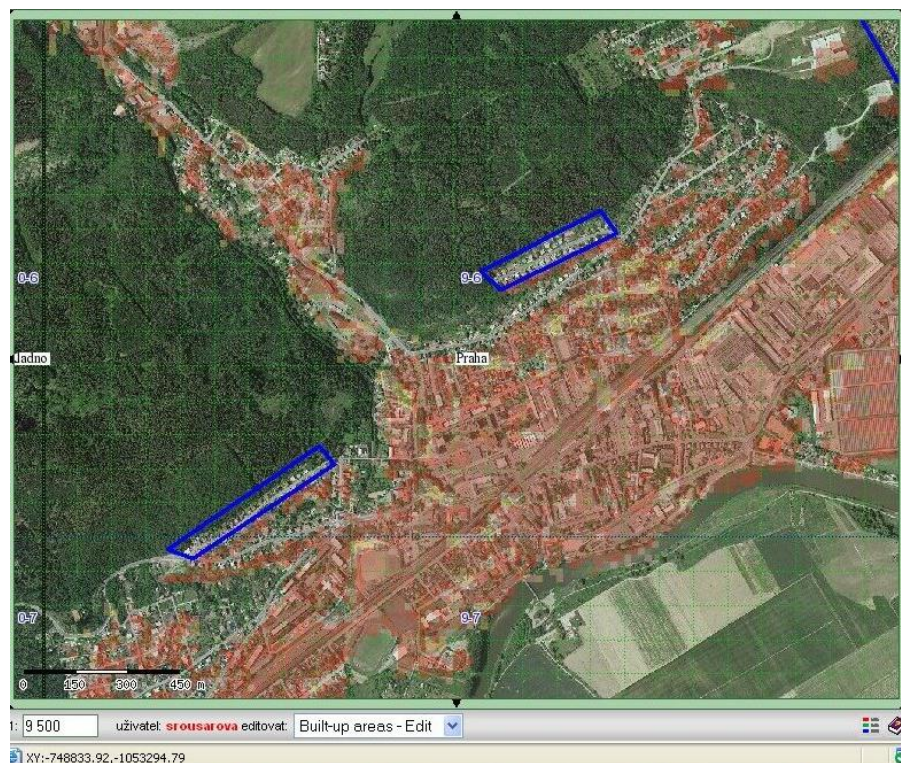 0-6
9-6
Jadno
Praha
0-7
9-7
0 150 300 450 m
1: 9 500 uživatel: srousarova editovat: Built-up areas - Edit
XY:-748833.92,-1053294.79